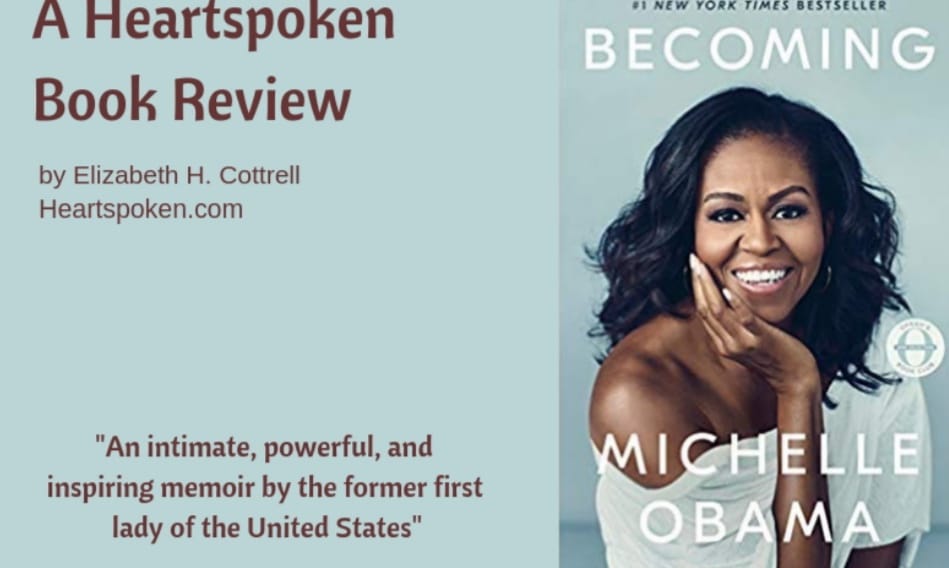 A Heartspoken
Book Review
by Elizabeth H. Cottrell
Heartspoken.com
"An intimate, powerful, and
inspiring memoir by the former first
lady of the United States"
#1 NEW YORK TIMES BESTSELLER
BECOMING
MICHELLE
OBAMA